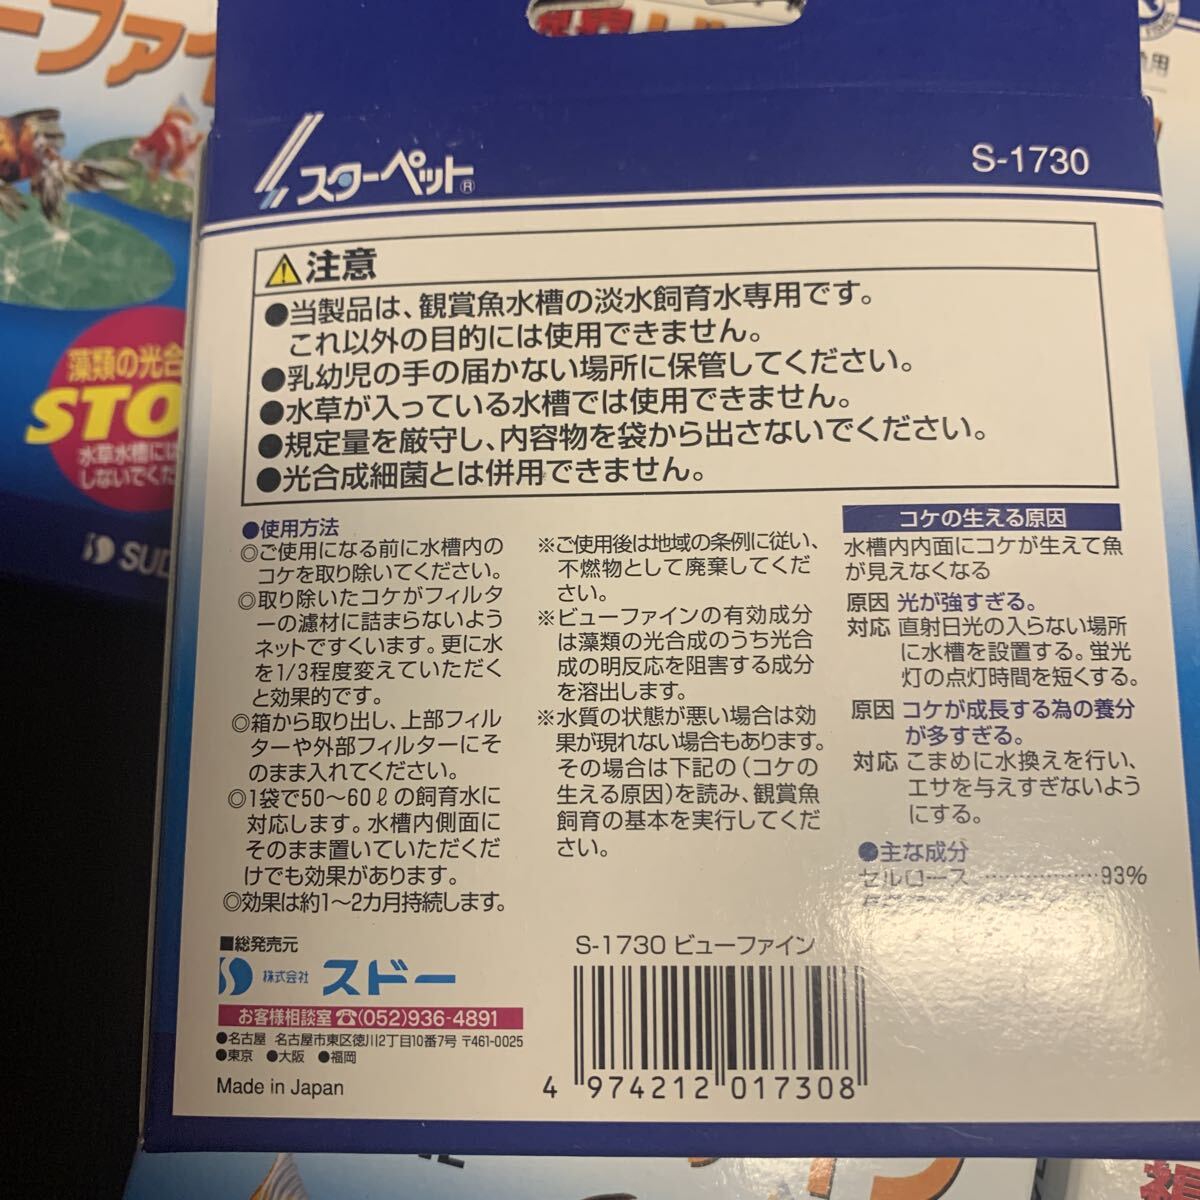 スターペット®
S-1730
注意
●当製品は、観賞魚水槽の淡水飼育水専用です。
これ以外の目的には使用できません。
●乳幼児の手の届かない場所に保管してください。
●水草が入っている水槽では使用できません。
●規定量を厳守し、内容物を袋から出さないでください。
●光合成細菌とは併用できません。
●使用方法
◎ご使用になる前に水槽内の
コケを取り除いてください。
◎取り除いたコケがフィルタ
ーの濾材に詰まらないよう
ネットですくいます。更に水
を1/3程度変えていただく
と効果的です。
◎箱から取り出し、上部フィル
ターや外部フィルターにそ
のまま入れてください。
◎1袋で50〜60ℓの飼育水に
対応します。水槽内側面に
そのまま置いていただくだ
けでも効果があります。
◎効果は約1〜2カ月持続します。
※ご使用後は地域の条例に従い、
不燃物として廃棄してくだ
さい。
※ビューファインの有効成分
は藻類の光合成のうち光合
成の明反応を阻害する成分
を溶出します。
※水質の状態が悪い場合は効
果が現れない場合もあります。
その場合は下記の(コケの
生える原因)を読み、観賞魚
飼育の基本を実行してくだ
さい。
コケの生える原因
水槽内内面にコケが生えて魚
が見えなくなる
原因 光が強すぎる。
対応 直射日光の入らない場所
に水槽を設置する。蛍光
灯の点灯時間を短くする。
原因 コケが成長する為の養分
が多すぎる。
対応 こまめに水換えを行い、
エサを与えすぎないよう
にする。
●主な成分
セルロース…………………93%
■総発売元
株式会社 スドー
お客様相談室☎(052)936-4891
●名古屋 名古屋市東区徳川2丁目10番7号 〒461-0025
●東京 ●大阪 ●福岡
Made in Japan
S-1730 ビューファイン
4 974212 017308
ーファイ
藻類の光合
STO
水草水槽には
しないでくだ
SUD